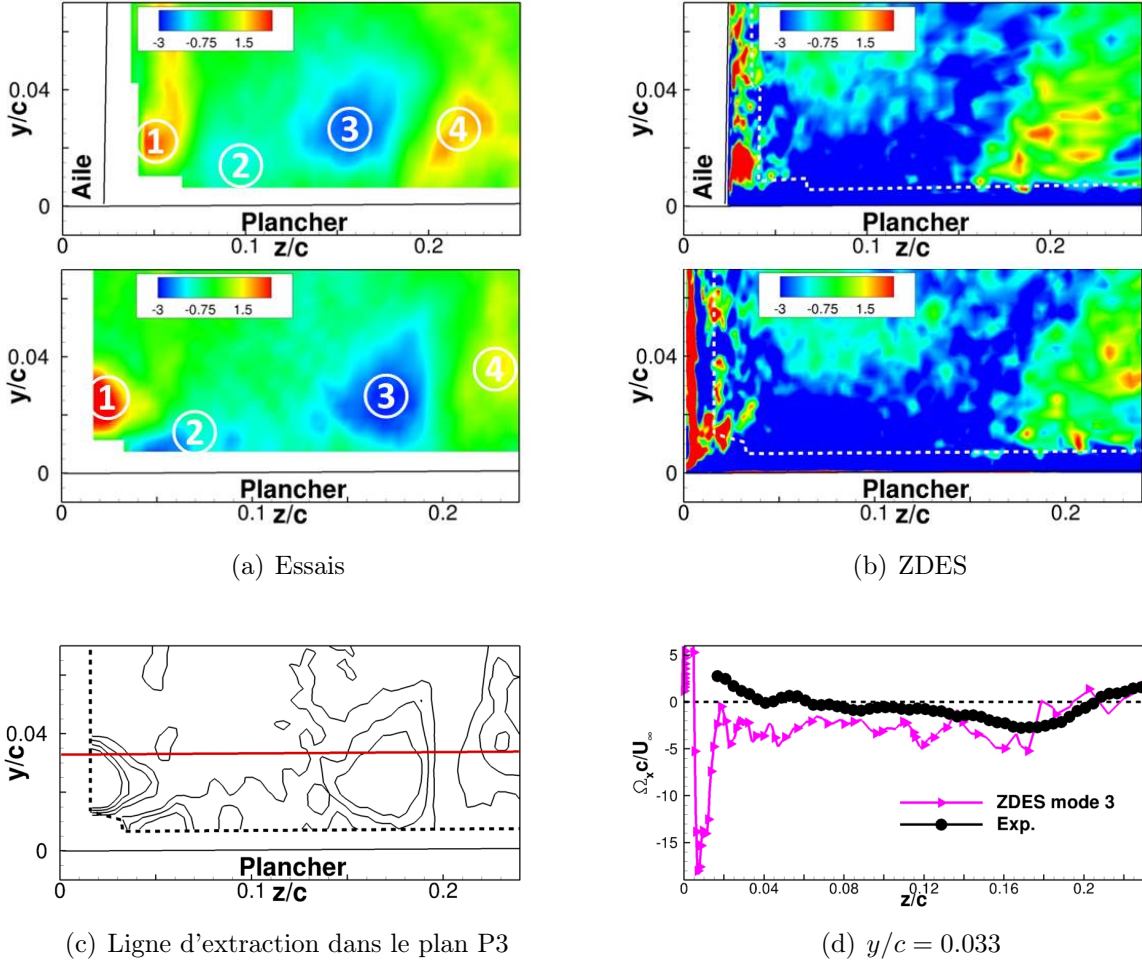 -3 -0.75 1.5
y/c
0.04
0
Aile
1
2
3
4
Plancher
0 0.1 0.2
z/c
-3 -0.75 1.5
y/c
0.04
0
Aile
Plancher
0 0.1 0.2
z/c
-3 -0.75 1.5
y/c
0.04
0
1
2
3
4
Plancher
0 0.1 0.2
z/c
-3 -0.75 1.5
y/c
0.04
0
Plancher
0 0.1 0.2
z/c
(a) Essais
(b) ZDES
y/c
0.04
0
Plancher
0 0.1 0.2
z/c
Ωₓc/U∞
5
0
-5
-10
-15
ZDES mode 3
Exp.
0 0.04 0.08 0.12 0.16 0.2
z/c
(c) Ligne d'extraction dans le plan P3
(d) y/c = 0.033